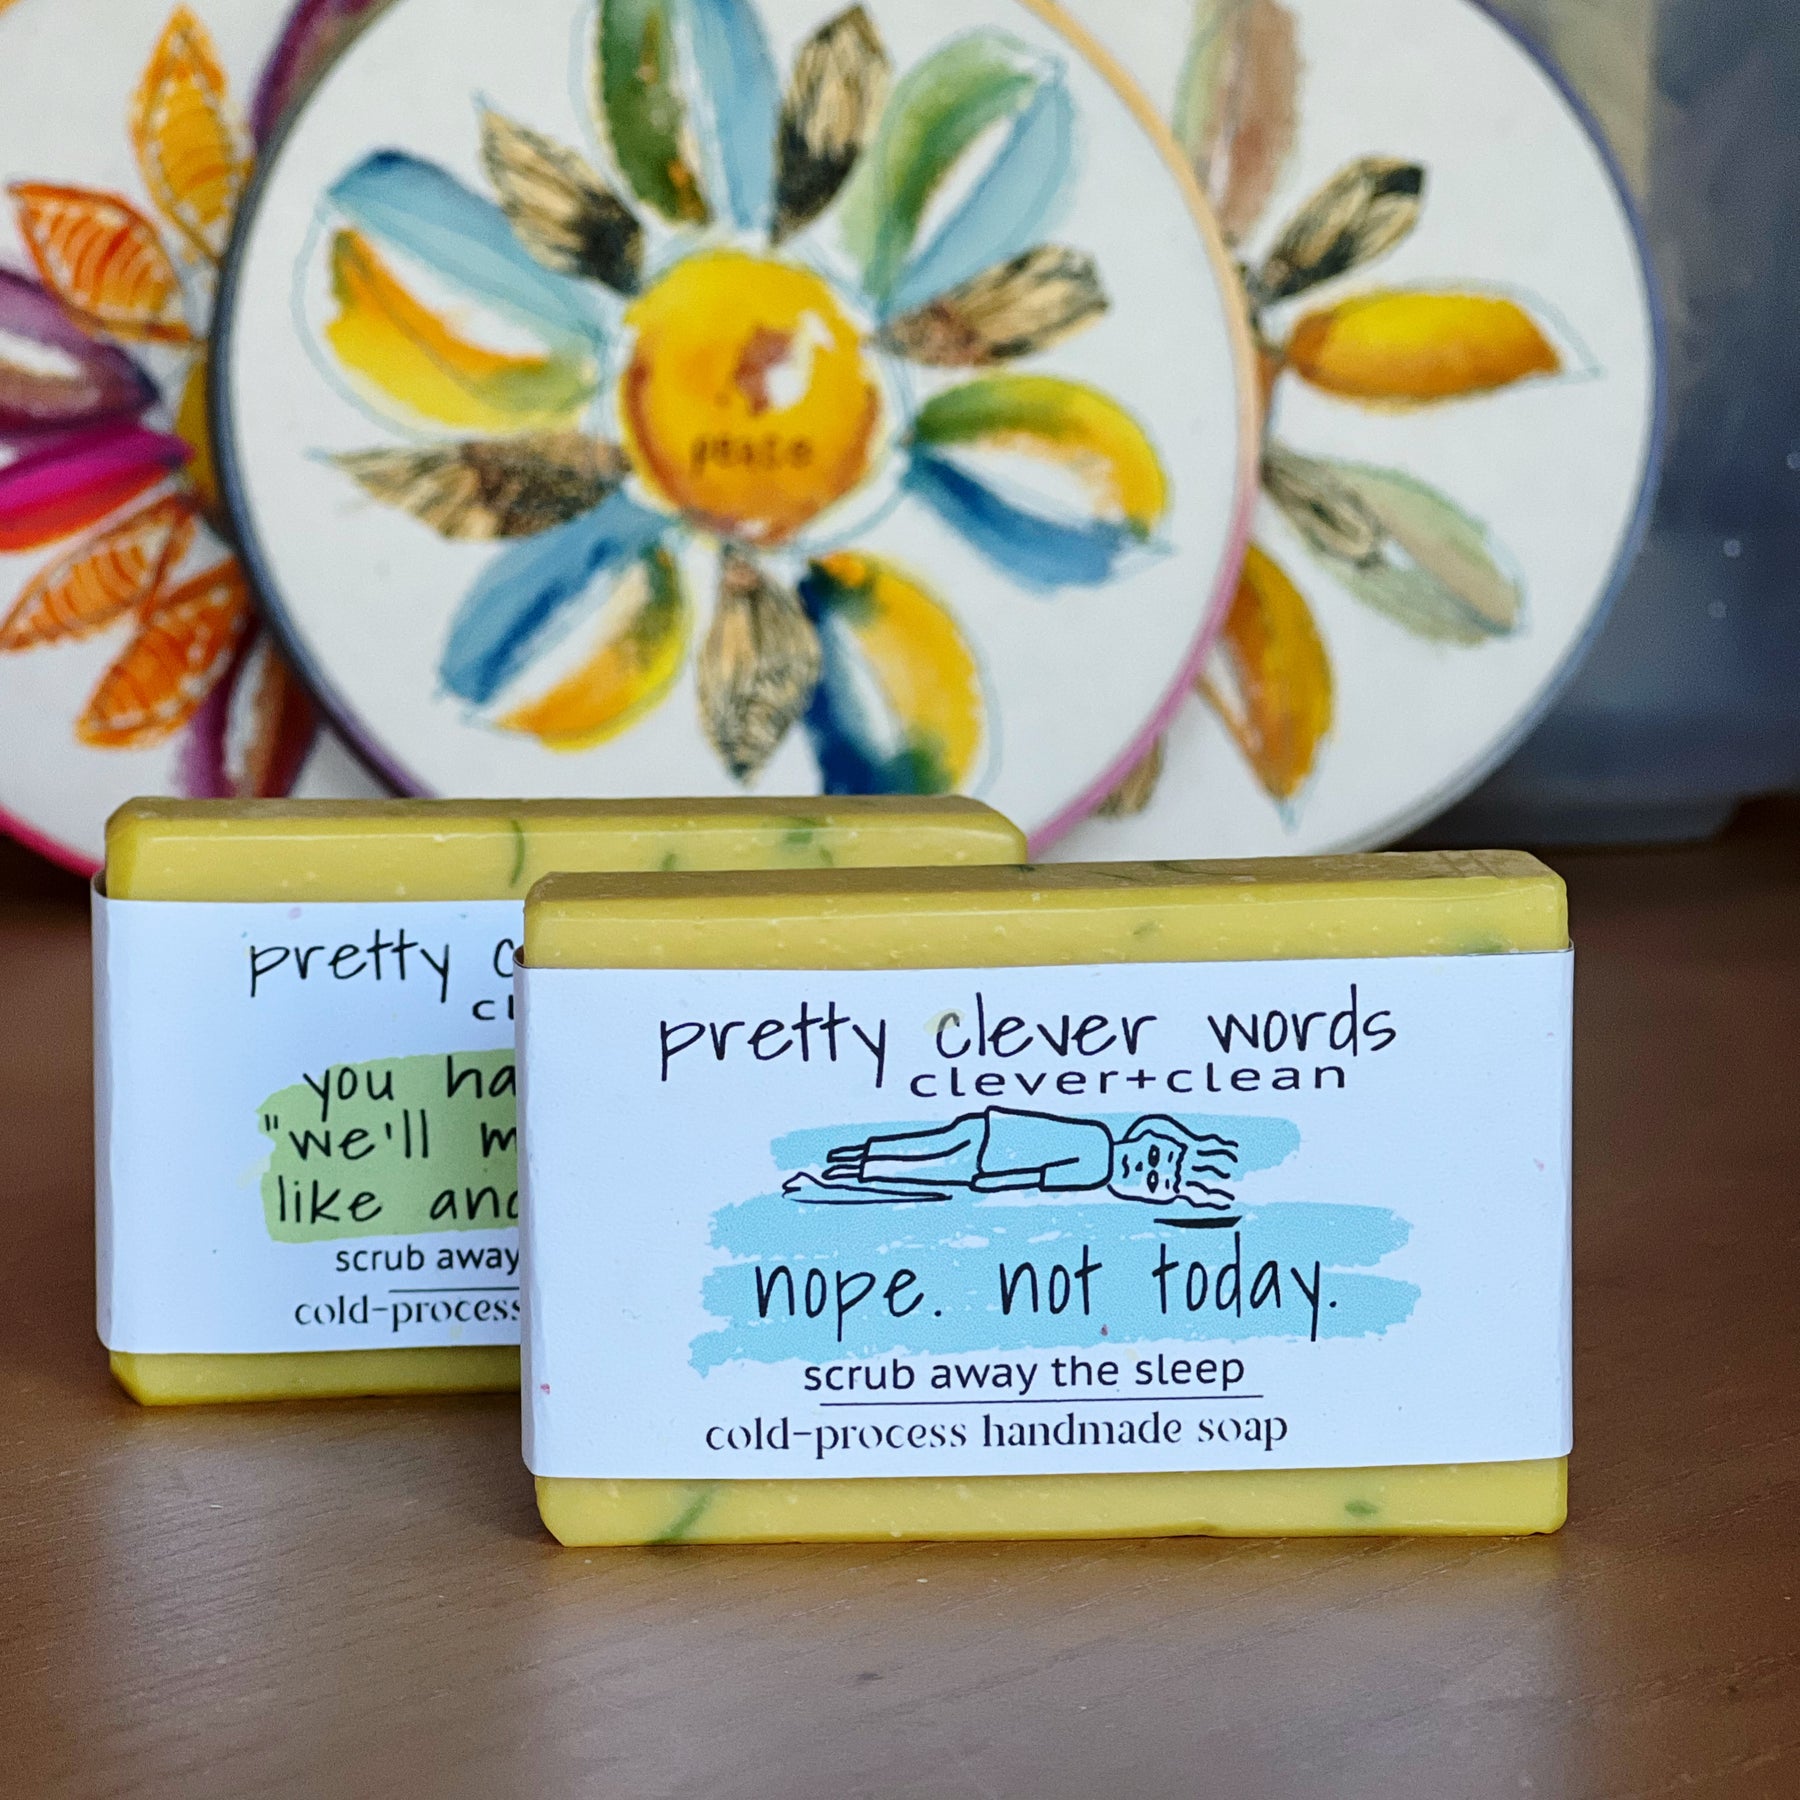 peace
pretty c
cl
you ha
"we'll m
like and
scrub away
cold-process
pretty clever words
clever+clean
nope. not today.
scrub away the sleep
cold-process handmade soap